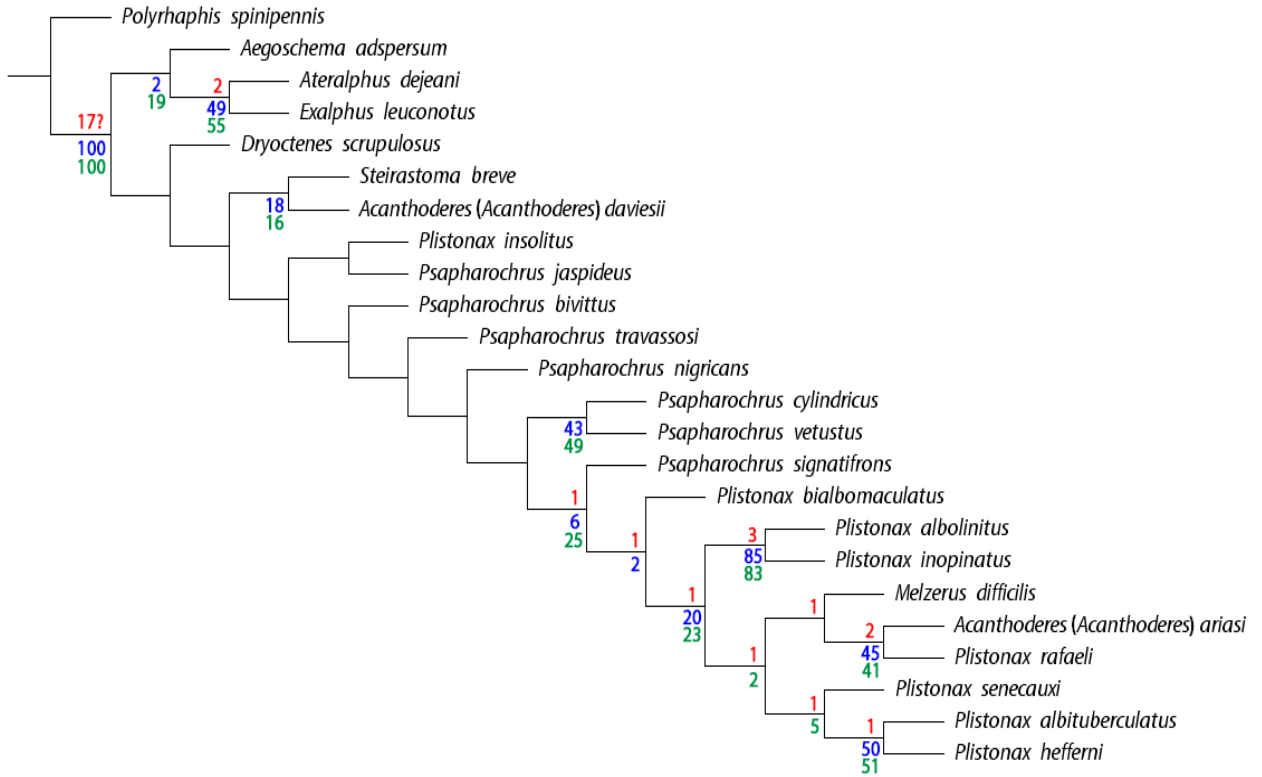 Polyrhaphis spinipennis
Aegoschema adspersum
2
19
Ateralphus dejeani
2
49
55
Exalphus leuconotus
17?
100
100
Dryoctenes scrupulosus
Steirastoma breve
18
16
Acanthoderes (Acanthoderes) daviesii
Plistonax insolitus
Psapharochrus jaspideus
Psapharochrus bivittus
Psapharochrus travassosi
Psapharochrus nigricans
Psapharochrus cylindricus
43
49
Psapharochrus vetustus
Psapharochrus signatifrons
1
6
25
Plistonax bialbomaculatus
1
2
Plistonax albolinitus
3
85
83
Plistonax inopinatus
1
20
23
Melzerus difficilis
1
Acanthoderes (Acanthoderes) ariasi
2
45
41
Plistonax rafaeli
1
2
Plistonax senecauxi
1
5
Plistonax albituberculatus
1
50
51
Plistonax hefferni